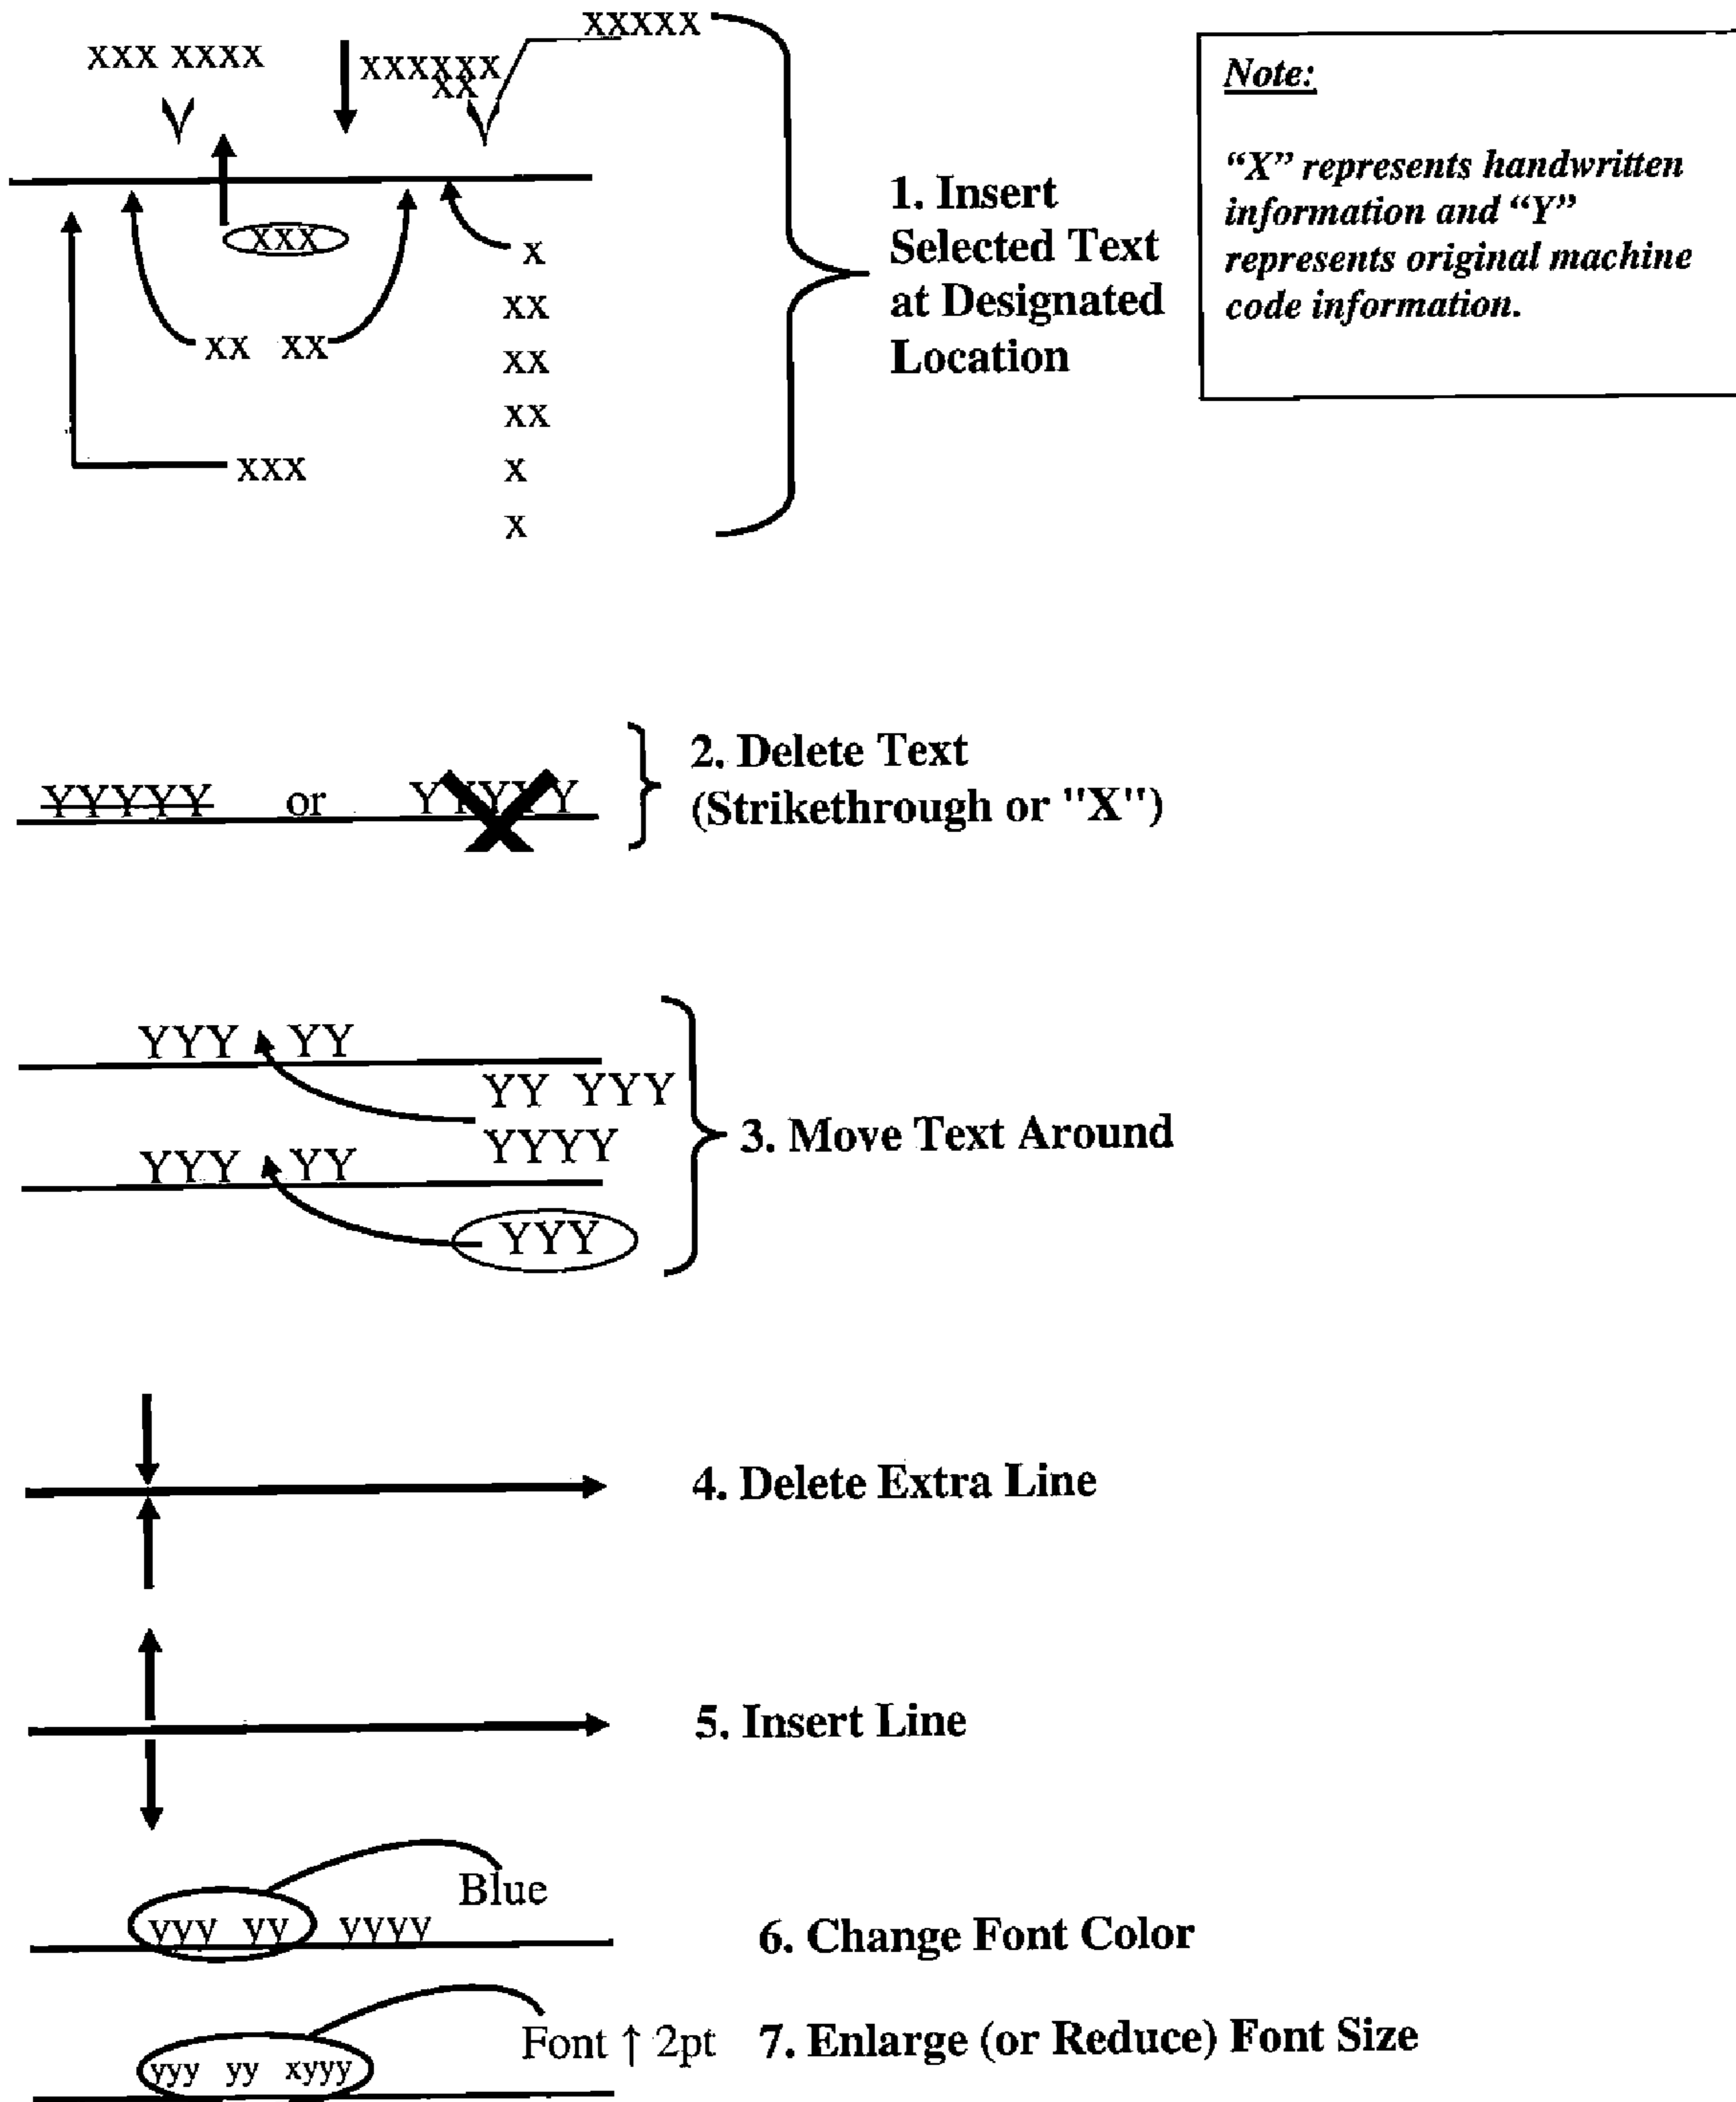 XXXXX
XXX XXXX
XXXXXX
XX
Note:
"X" represents handwritten
information and "Y"
represents original machine
code information.
1. Insert
Selected Text
at Designated
Location
XXX
X
XX
XX XX
XX
XX
XXX
X
X
2. Delete Text
(Strikethrough or "X")
YYYYY or YYYYY
YYY YY
YY YYY
YYYY
3. Move Text Around
YYY YY
YYY
4. Delete Extra Line
5. Insert Line
Blue
yyy yy yyyy
6. Change Font Color
Font ↑ 2pt
7. Enlarge (or Reduce) Font Size
yyy yy xyyy